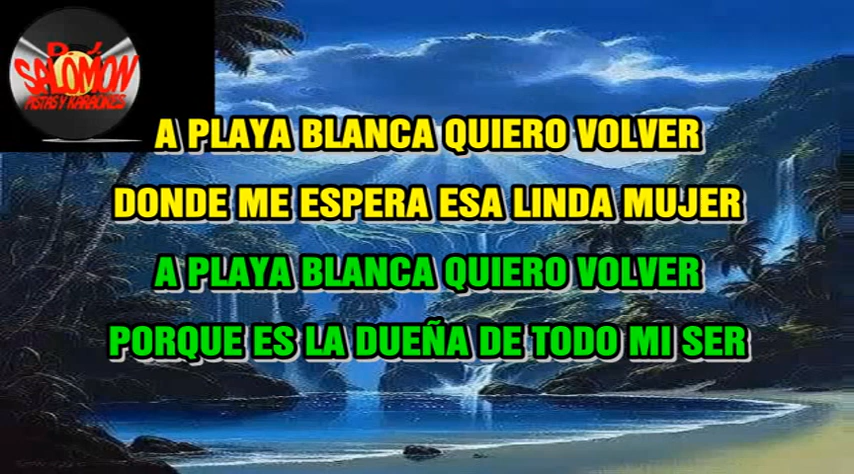 D.J.
SALOMON
PISTAS Y KARAOKES
A PLAYA BLANCA QUIERO VOLVER
DONDE ME ESPERA ESA LINDA MUJER
A PLAYA BLANCA QUIERO VOLVER
PORQUE ES LA DUEÑA DE TODO MI SER